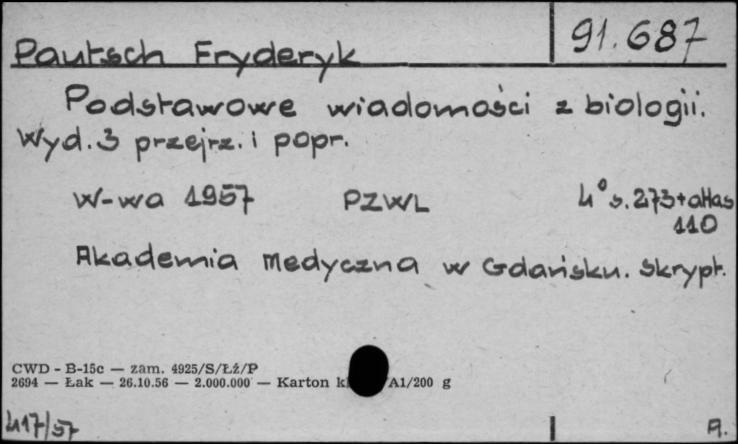 91.687
Pautsch Fryderyk
Podstawowe wiadomości z biologii.
Wyd. 3 przejrz. i popr.
W-wa 1957 PZWL 4° s. 273+atlas
110
Akademia Medyczna w Gdańsku. Skrypt.
CWD - B-15c — zam. 4925/S/Łż/P
2694 — Łak — 26.10.56 — 2.000.000 — Karton kl A1/200 g
417/57 A.